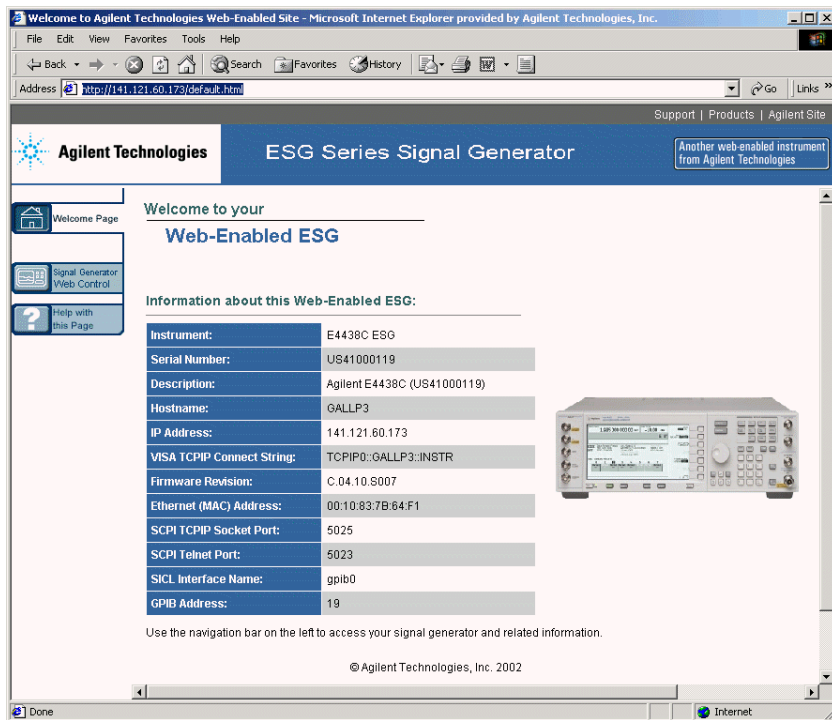 Welcome to Agilent Technologies Web-Enabled Site - Microsoft Internet Explorer provided by Agilent Technologies, Inc.
File Edit View Favorites Tools Help
Back Search Favorites History
Address http://141.121.60.173/default.html Go Links »
Support | Products | Agilent Site
Agilent Technologies
ESG Series Signal Generator
Another web-enabled instrument
from Agilent Technologies
Welcome Page
Signal Generator
Web Control
Help with
this Page
Welcome to your
Web-Enabled ESG
Information about this Web-Enabled ESG:
Instrument: E4438C ESG
Serial Number: US41000119
Description: Agilent E4438C (US41000119)
Hostname: GALLP3
IP Address: 141.121.60.173
VISA TCPIP Connect String: TCPIP0::GALLP3::INSTR
Firmware Revision: C.04.10.S007
Ethernet (MAC) Address: 00:10:83:7B:64:F1
SCPI TCPIP Socket Port: 5025
SCPI Telnet Port: 5023
SICL Interface Name: gpib0
GPIB Address: 19
Use the navigation bar on the left to access your signal generator and related information.
© Agilent Technologies, Inc. 2002
Done
Internet